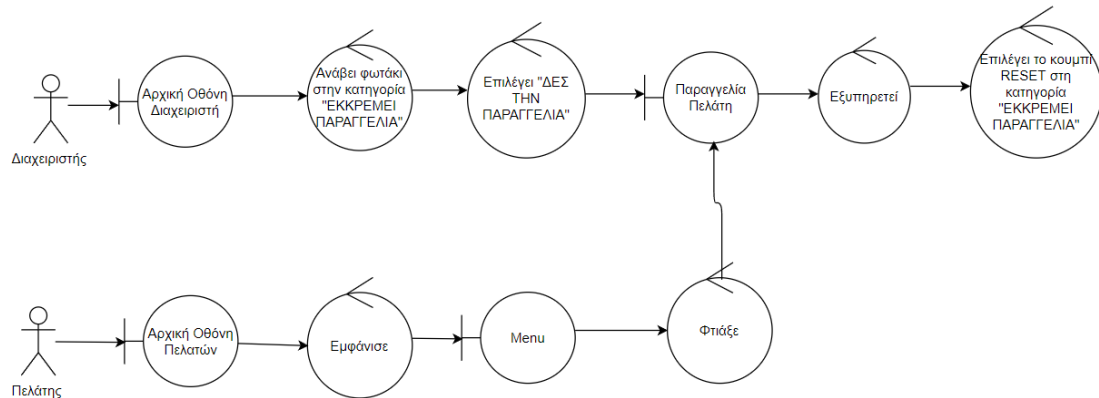 Αρχική Οθόνη
Διαχειριστή
Ανάβει φωτάκι
στην κατηγορία
"ΕΚΚΡΕΜΕΙ
ΠΑΡΑΓΓΕΛΙΑ"
Επιλέγει "ΔΕΣ
ΤΗΝ
ΠΑΡΑΓΓΕΛΙΑ"
Παραγγελία
Πελάτη
Εξυπηρετεί
Επιλέγει το κουμπί
RESET στη
κατηγορία
"ΕΚΚΡΕΜΕΙ
ΠΑΡΑΓΓΕΛΙΑ"
Διαχειριστής
Αρχική Οθόνη
Πελατών
Εμφάνισε
Menu
Φτιάξε
Πελάτης